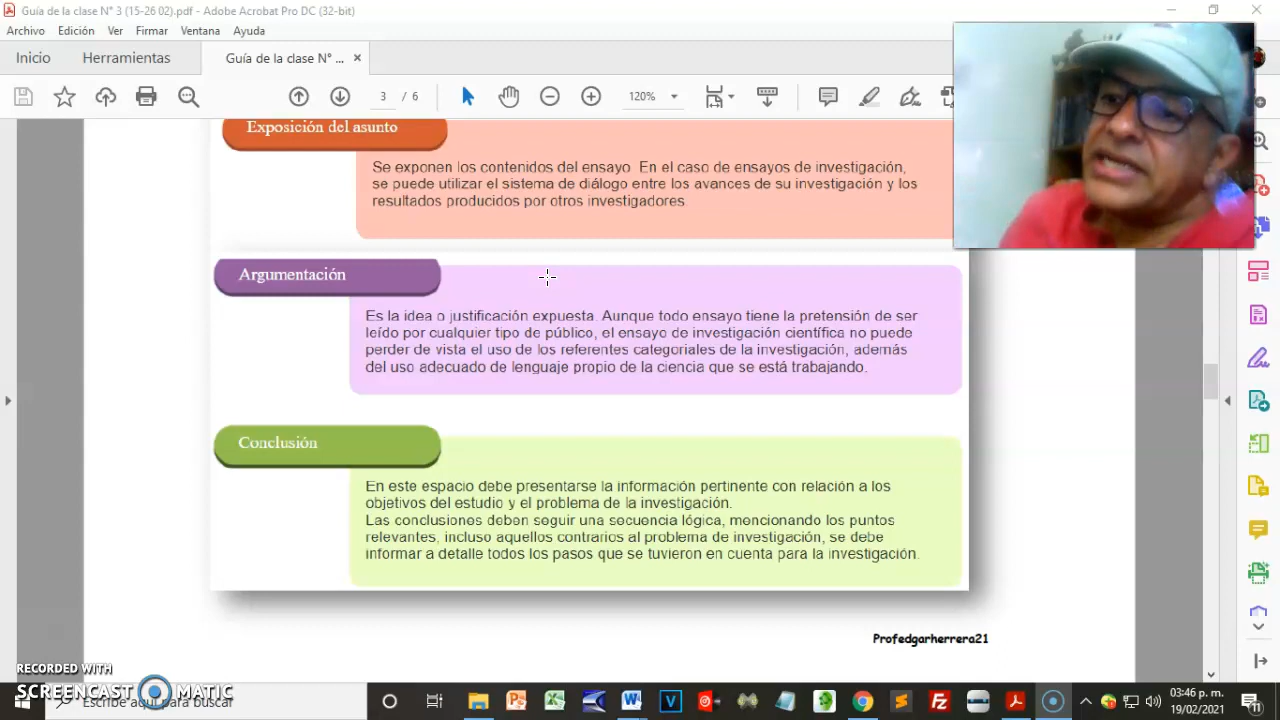 Guía de la clase N° 3 (15-26 02).pdf - Adobe Acrobat Pro DC (32-bit)
Archivo Edición Ver Firmar Ventana Ayuda
Inicio Herramientas Guía de la clase N° ... ×
3 / 6 120%
Exposición del asunto
Se exponen los contenidos del ensayo En el caso de ensayos de investigación,
se puede utilizar el sistema de diálogo entre los avances de su investigación y los
resultados producidos por otros investigadores.
Argumentación
Es la idea o justificación expuesta. Aunque todo ensayo tiene la pretensión de ser
leído por cualquier tipo de público, el ensayo de investigación científica no puede
perder de vista el uso de los referentes categoriales de la investigación, además
del uso adecuado de lenguaje propio de la ciencia que se está trabajando.
Conclusión
En este espacio debe presentarse la información pertinente con relación a los
objetivos del estudio y el problema de la investigación.
Las conclusiones deben seguir una secuencia lógica, mencionando los puntos
relevantes, incluso aquellos contrarios al problema de investigación, se debe
informar a detalle todos los pasos que se tuvieron en cuenta para la investigación.
Profedgarherrera21
RECORDED WITH
SCREENCAST MATIC
Escribe aquí para buscar
03:46 p. m.
19/02/2021
11